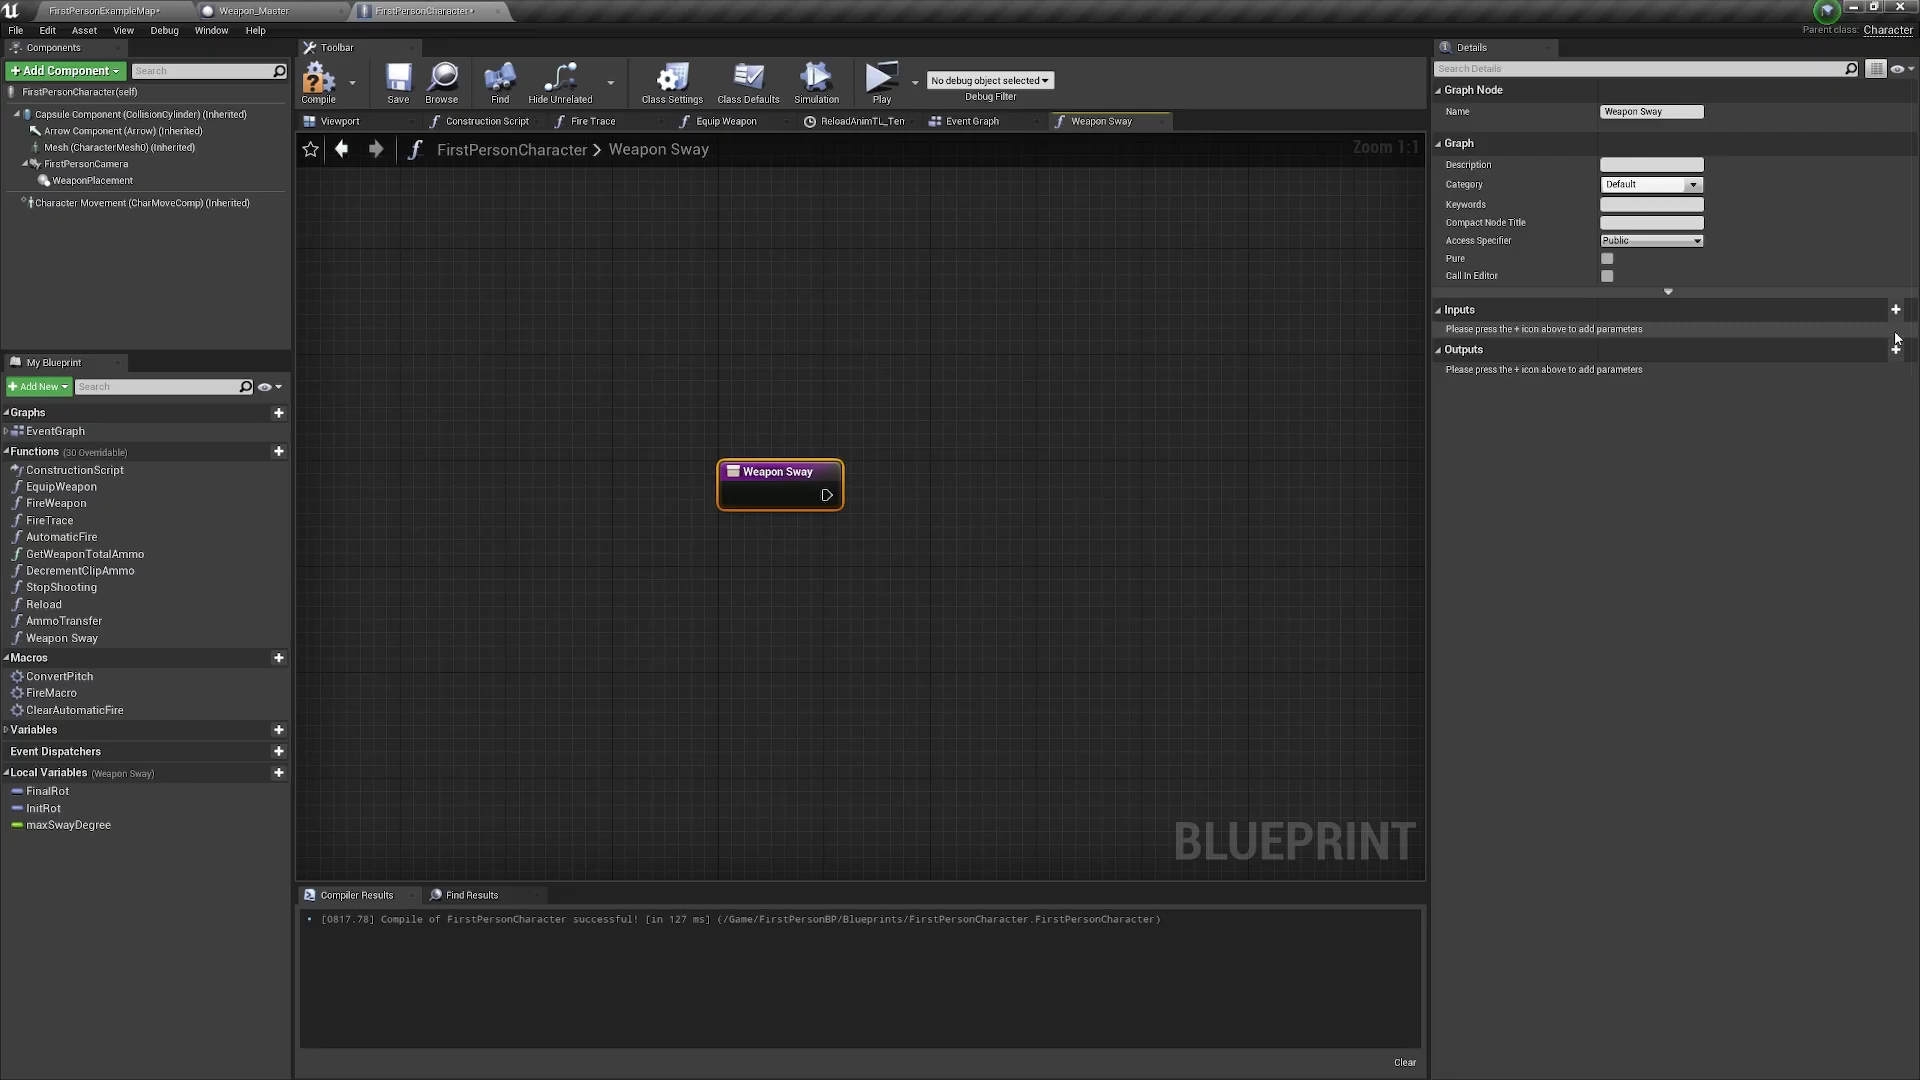 FirstPersonExampleMap*
Weapon_Master
FirstPersonCharacter*
File Edit Asset View Debug Window Help
Parent class: Character
Components
Toolbar
Details
+ Add Component
Search
Search Details
FirstPersonCharacter(self)
Capsule Component (CollisionCylinder) (Inherited)
Arrow Component (Arrow) (Inherited)
Mesh (CharacterMesh0) (Inherited)
FirstPersonCamera
WeaponPlacement
Character Movement (CharMoveComp) (Inherited)
Compile
Save
Browse
Find
Hide Unrelated
Class Settings
Class Defaults
Simulation
Play
No debug object selected
Debug Filter
Viewport
Construction Script
Fire Trace
Equip Weapon
ReloadAnimTL_Ten
Event Graph
Weapon Sway
FirstPersonCharacter > Weapon Sway
Zoom 1:1
Weapon Sway
BLUEPRINT
My Blueprint
+ Add New
Search
Graphs
EventGraph
Functions (30 Overridable)
ConstructionScript
EquipWeapon
FireWeapon
FireTrace
AutomaticFire
GetWeaponTotalAmmo
DecrementClipAmmo
StopShooting
Reload
AmmoTransfer
Weapon Sway
Macros
ConvertPitch
FireMacro
ClearAutomaticFire
Variables
Event Dispatchers
Local Variables (Weapon Sway)
FinalRot
InitRot
maxSwayDegree
Compiler Results
Find Results
[0817.78] Compile of FirstPersonCharacter successful! [in 127 ms] (/Game/FirstPersonBP/Blueprints/FirstPersonCharacter.FirstPersonCharacter)
Clear
Graph Node
Name Weapon Sway
Graph
Description
Category Default
Keywords
Compact Node Title
Access Specifier Public
Pure
Call In Editor
Inputs
Please press the + icon above to add parameters
Outputs
Please press the + icon above to add parameters